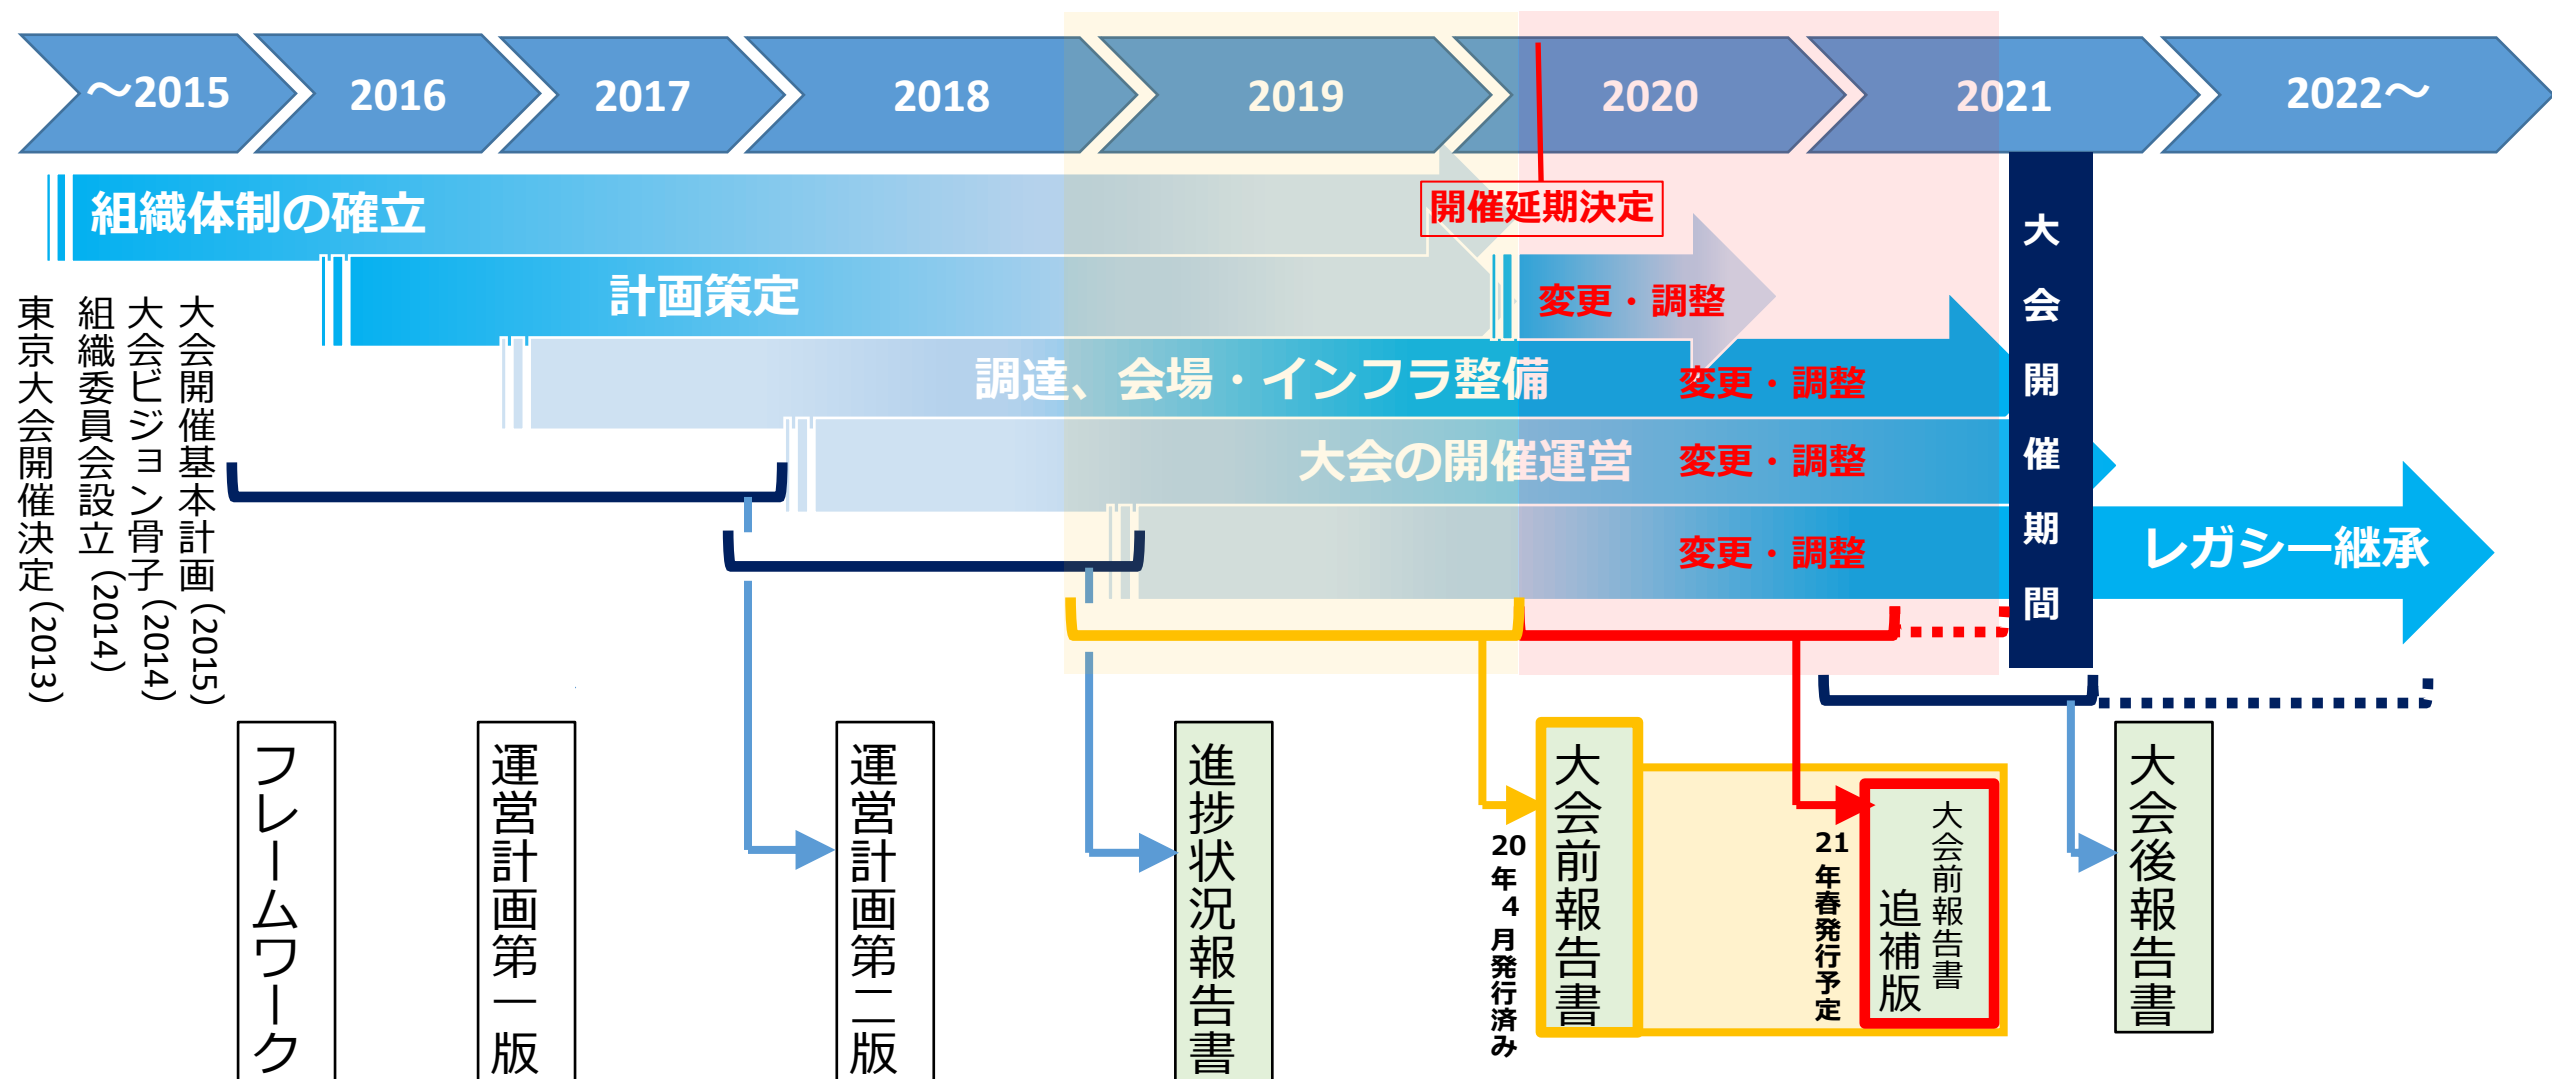 ～2015
2016
2017
2018
2019
2020
2021
2022～
組織体制の確立
開催延期決定
計画策定
変更・調整
調達、会場・インフラ整備
変更・調整
大会の開催運営
変更・調整
変更・調整
レガシー継承
大会開催期間
東京大会開催決定(2013)
組織委員会設立(2014)
大会ビジョン骨子(2014)
大会開催基本計画(2015)
フレームワーク
運営計画第一版
運営計画第二版
進捗状況報告書
20年4月発行済み
大会前報告書
21年春発行予定
大会前報告書
追補版
大会後報告書